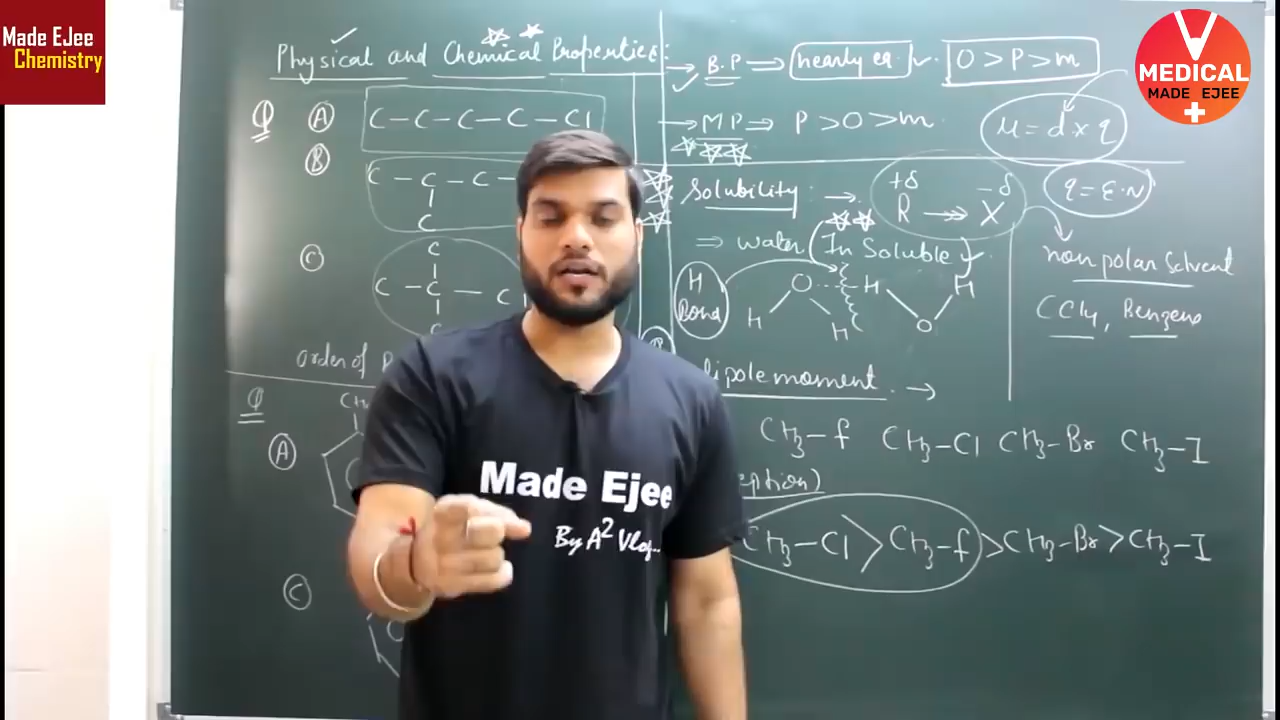 Made EJee
Chemistry
MEDICAL
MADE EJEE
Physical and Chemical Properties:
→ B.P ⇒ nearly eq. O > P > m
Q A C-C-C-C-Cl
→ MP ⇒ P > O > m
μ = d x q
B C-C-C-
C
Solubility : →
+δ -δ
R →→ X
q = E·N
⇒ water (In Soluble)
non polar Solvent
CCl4, Benzene
C
C
C-C-C
C
H
Bond
O ... H H
H H O
order of
dipole moment. →
Q
A CH
CH3-f CH3-Cl CH3-Br CH3-I
eption)
CH3-Cl > CH3-f > CH3-Br > CH3-I
C
Made Ejee
By A2 Vlog..